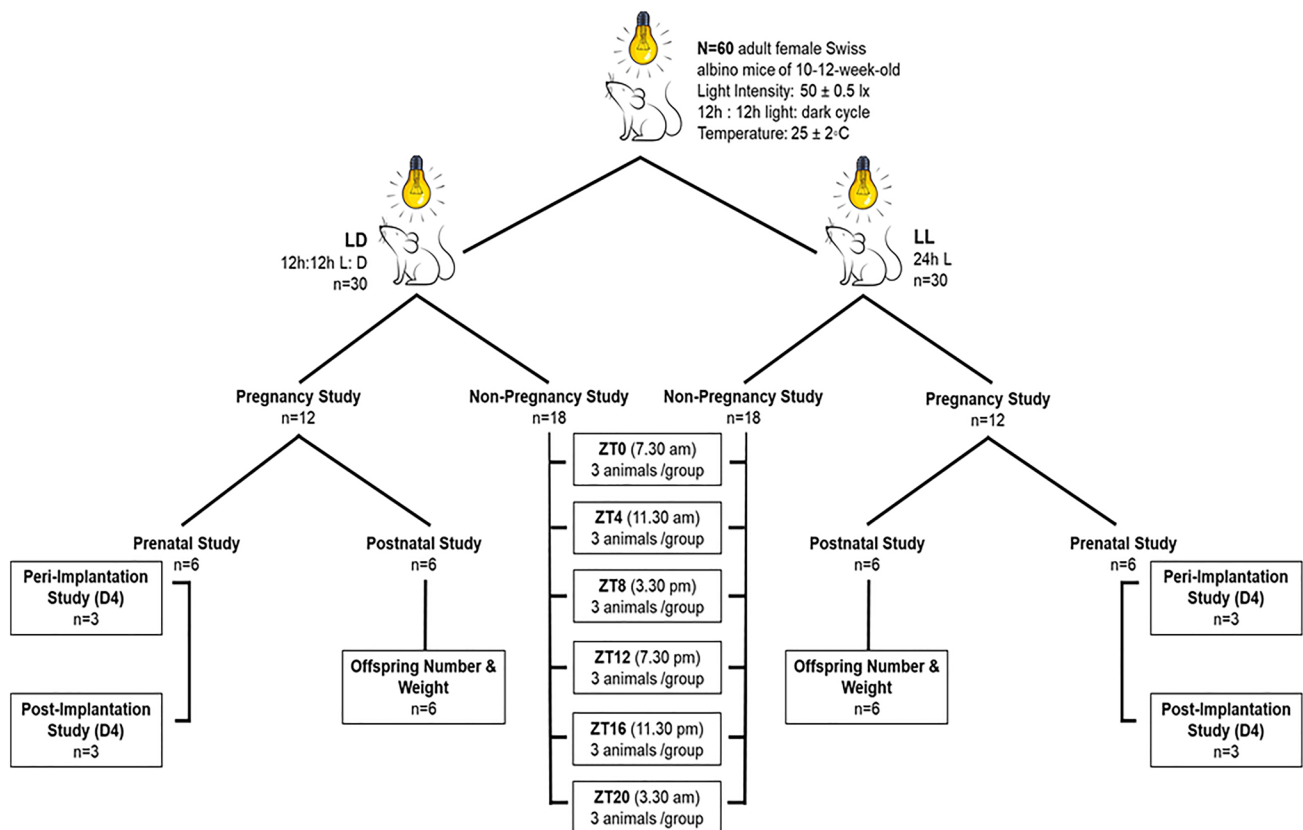 N=60 adult female Swiss
albino mice of 10-12-week-old
Light Intensity: 50 ± 0.5 lx
12h : 12h light: dark cycle
Temperature: 25 ± 2◦C
LD
12h:12h L: D
n=30
LL
24h L
n=30
Pregnancy Study
n=12
Non-Pregnancy Study
n=18
Non-Pregnancy Study
n=18
Pregnancy Study
n=12
ZT0 (7.30 am)
3 animals /group
ZT4 (11.30 am)
3 animals /group
ZT8 (3.30 pm)
3 animals /group
ZT12 (7.30 pm)
3 animals /group
ZT16 (11.30 pm)
3 animals /group
ZT20 (3.30 am)
3 animals /group
Prenatal Study
n=6
Peri-Implantation
Study (D4)
n=3
Post-Implantation
Study (D4)
n=3
Postnatal Study
n=6
Offspring Number &
Weight
n=6
Postnatal Study
n=6
Offspring Number &
Weight
n=6
Prenatal Study
n=6
Peri-Implantation
Study (D4)
n=3
Post-Implantation
Study (D4)
n=3